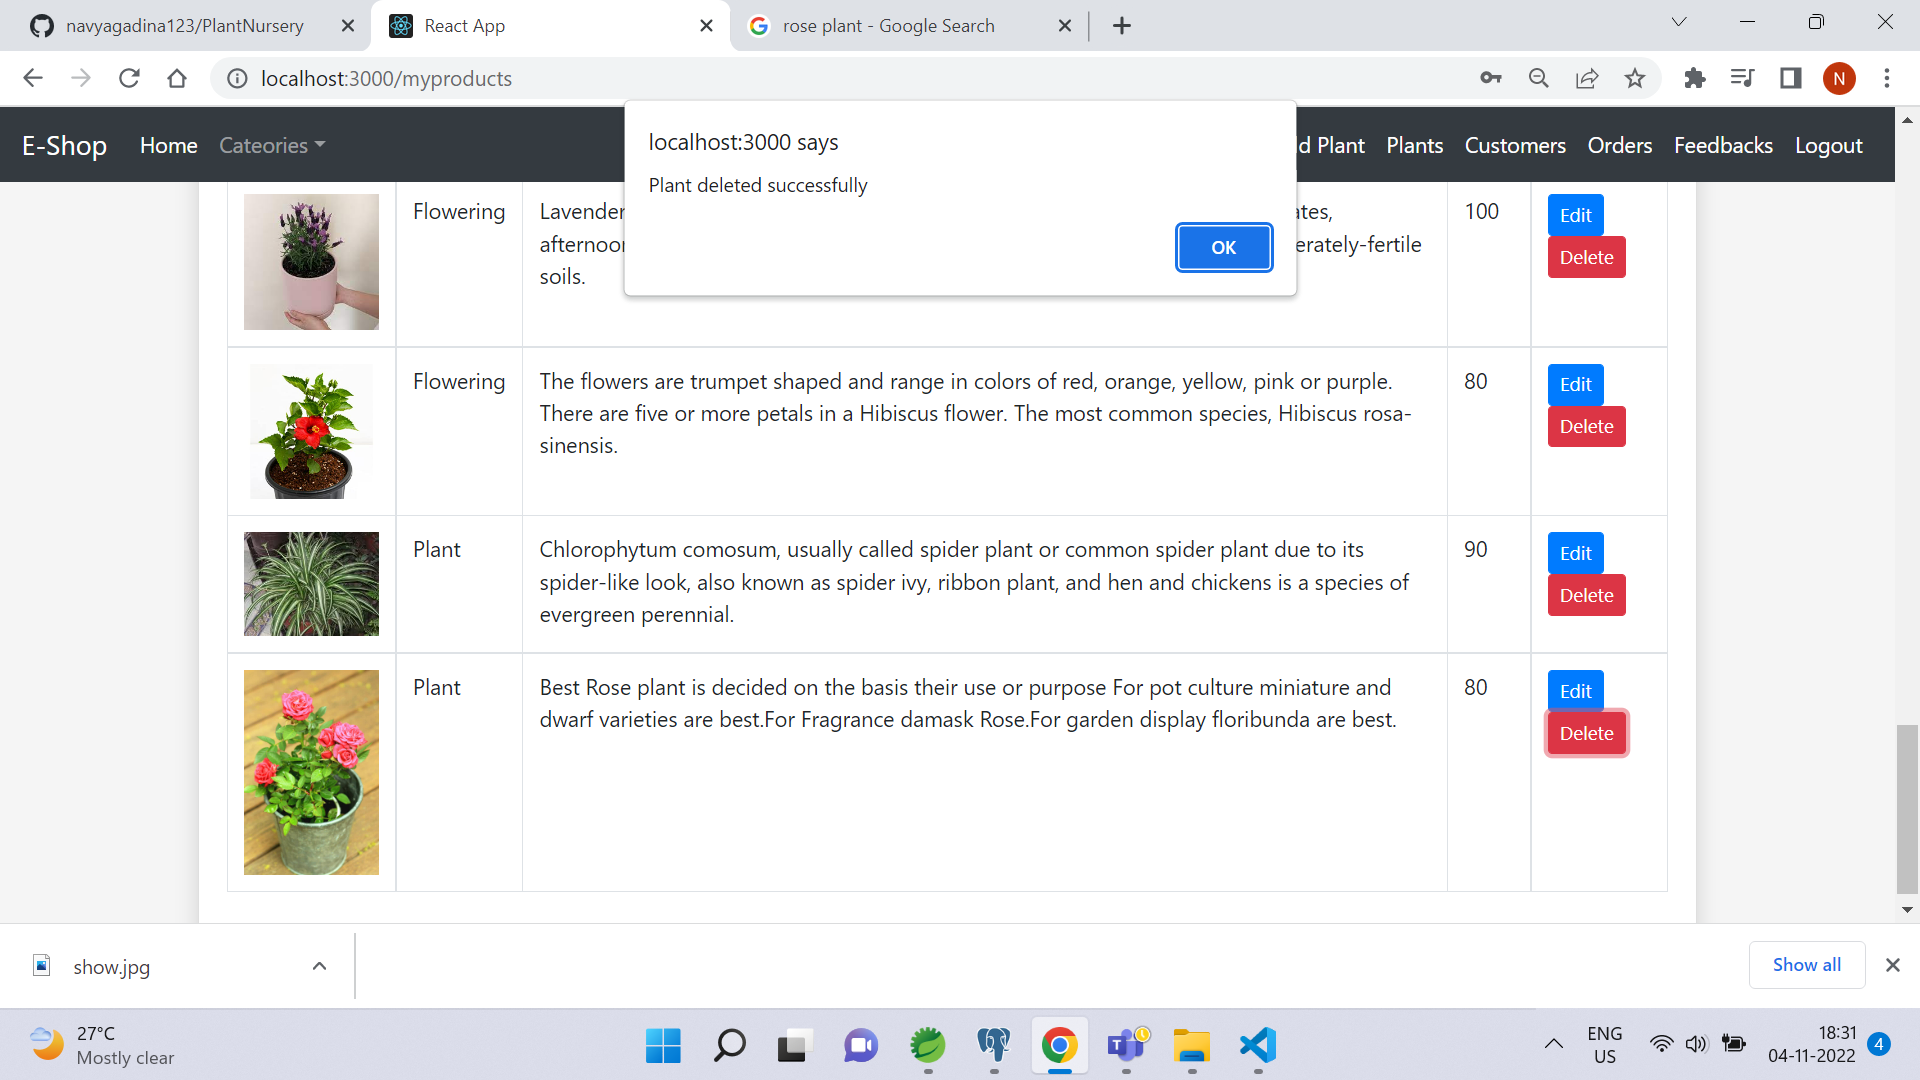 navyagadina123/PlantNursery
React App
rose plant - Google Search
localhost:3000/myproducts
N
E-Shop Home Cateories
ld Plant Plants Customers Orders Feedbacks Logout
localhost:3000 says
Plant deleted successfully
OK
Flowering
Lavender
ates,
afternoon
erately-fertile
soils.
100
Edit
Delete
Flowering
The flowers are trumpet shaped and range in colors of red, orange, yellow, pink or purple.
There are five or more petals in a Hibiscus flower. The most common species, Hibiscus rosa-
sinensis.
80
Edit
Delete
Plant
Chlorophytum comosum, usually called spider plant or common spider plant due to its
spider-like look, also known as spider ivy, ribbon plant, and hen and chickens is a species of
evergreen perennial.
90
Edit
Delete
Plant
Best Rose plant is decided on the basis their use or purpose For pot culture miniature and
dwarf varieties are best.For Fragrance damask Rose.For garden display floribunda are best.
80
Edit
Delete
show.jpg
Show all
27°C
Mostly clear
T
ENG
US
18:31
04-11-2022
4